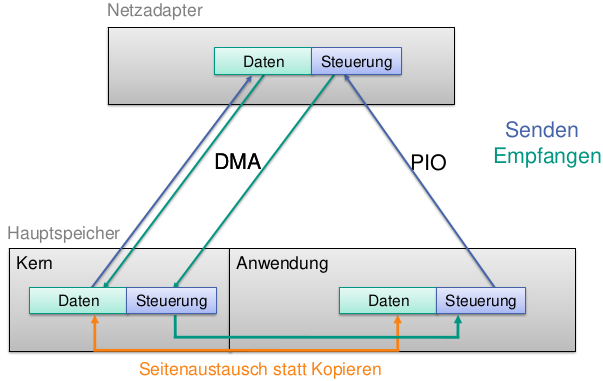 Netzadapter
Daten
Steuerung
Senden
Empfangen
DMA
PIO
Hauptspeicher
Kern
Anwendung
Daten
Steuerung
Daten
Steuerung
Seitenaustausch statt Kopieren